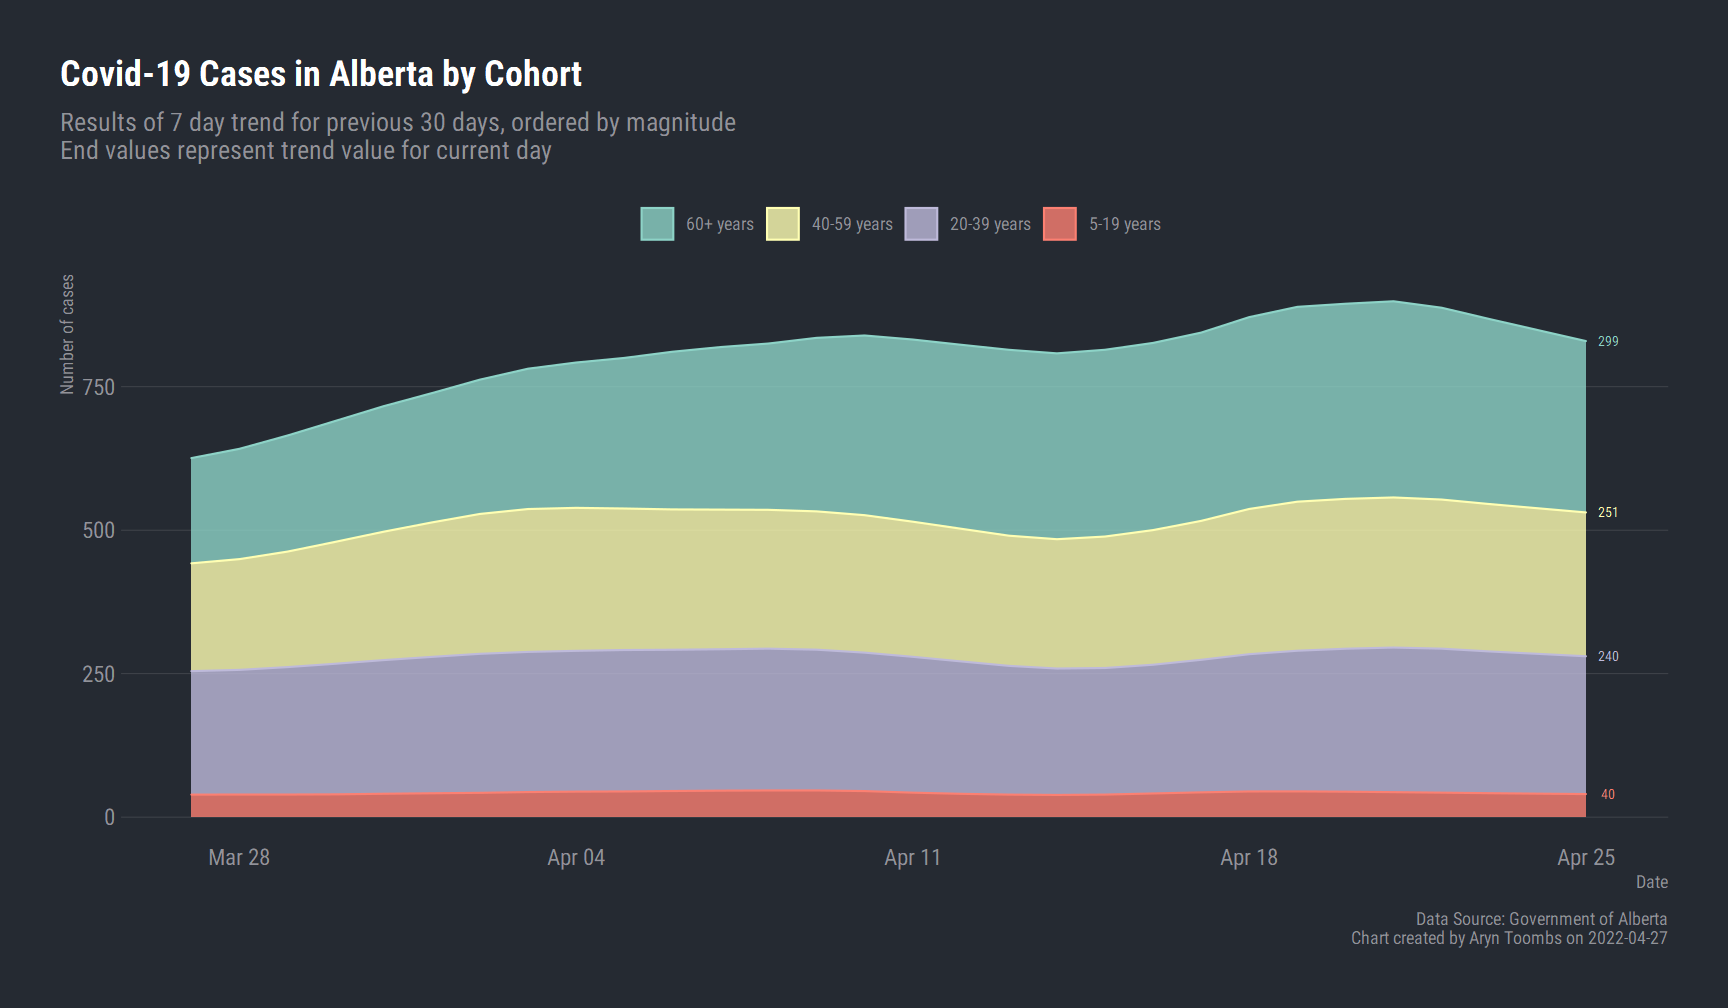 Covid-19 Cases in Alberta by Cohort
Results of 7 day trend for previous 30 days, ordered by magnitude
End values represent trend value for current day
60+ years
40-59 years
20-39 years
5-19 years
Number of cases
750
500
250
0
299
251
240
40
Mar 28
Apr 04
Apr 11
Apr 18
Apr 25
Date
Data Source: Government of Alberta
Chart created by Aryn Toombs on 2022-04-27